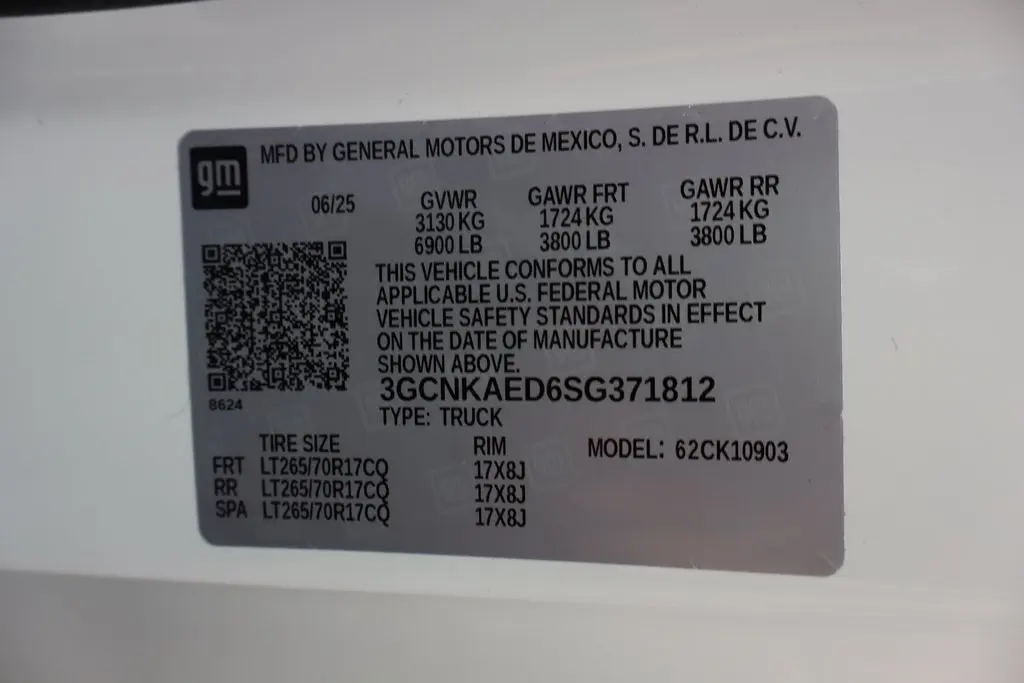 gm
MFD BY GENERAL MOTORS DE MEXICO, S. DE R.L. DE C.V.
06/25 GVWR GAWR FRT GAWR RR
3130 KG 1724 KG 1724 KG
6900 LB 3800 LB 3800 LB
THIS VEHICLE CONFORMS TO ALL
APPLICABLE U.S. FEDERAL MOTOR
VEHICLE SAFETY STANDARDS IN EFFECT
ON THE DATE OF MANUFACTURE
SHOWN ABOVE.
8624
3GCNKAED6SG371812
TYPE: TRUCK
TIRE SIZE RIM MODEL: 62CK10903
FRT LT265/70R17CQ 17X8J
RR LT265/70R17CQ 17X8J
SPA LT265/70R17CQ 17X8J